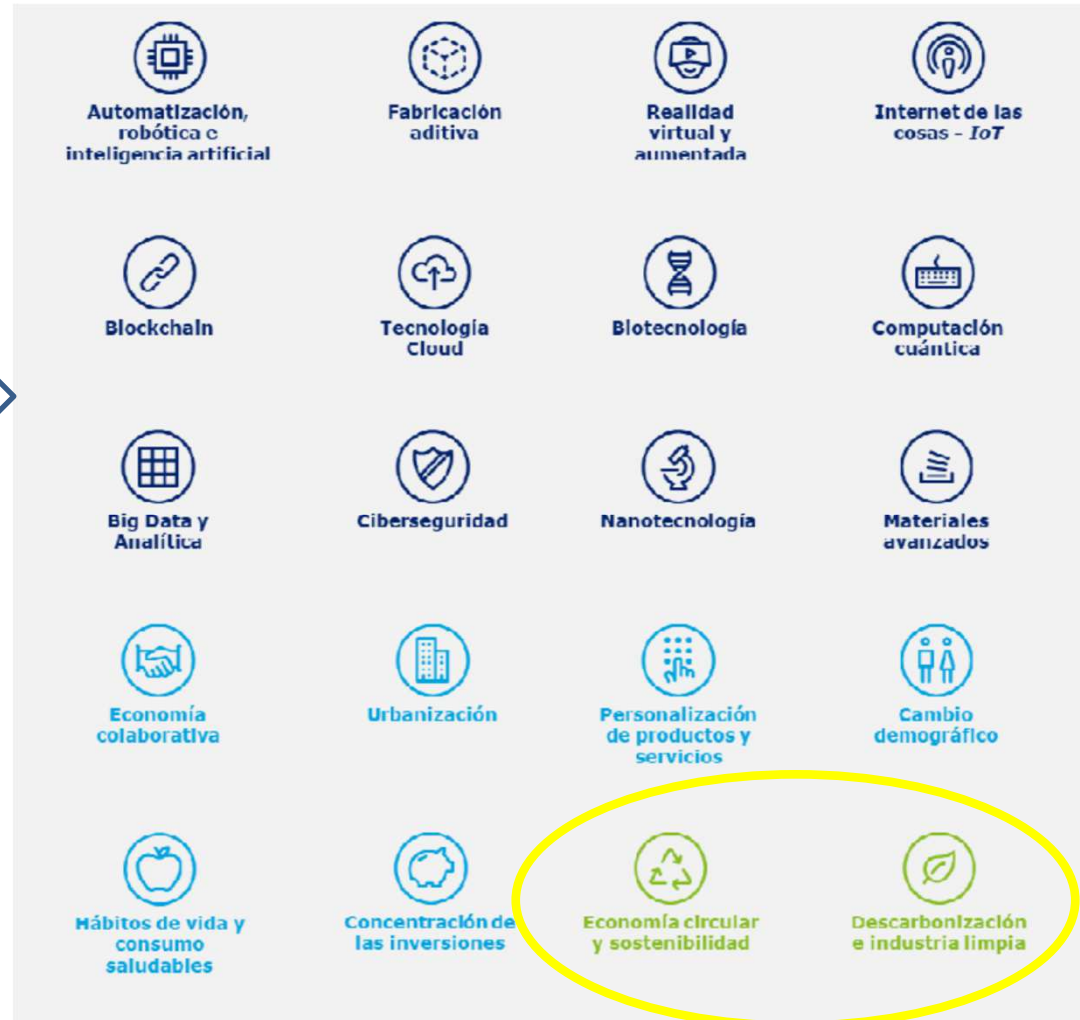 Automatización,
robótica e
inteligencia artificial
Fabricación
aditiva
Realidad
virtual y
aumentada
Internet de las
cosas - IoT
Blockchain
Tecnología
Cloud
Biotecnología
Computación
cuántica
Big Data y
Analítica
Ciberseguridad
Nanotecnología
Materiales
avanzados
Economía
colaborativa
Urbanización
Personalización
de productos y
servicios
Cambio
demográfico
Hábitos de vida y
consumo
saludables
Concentración de
las inversiones
Economía circular
y sostenibilidad
Descarbonización
e industria limpia